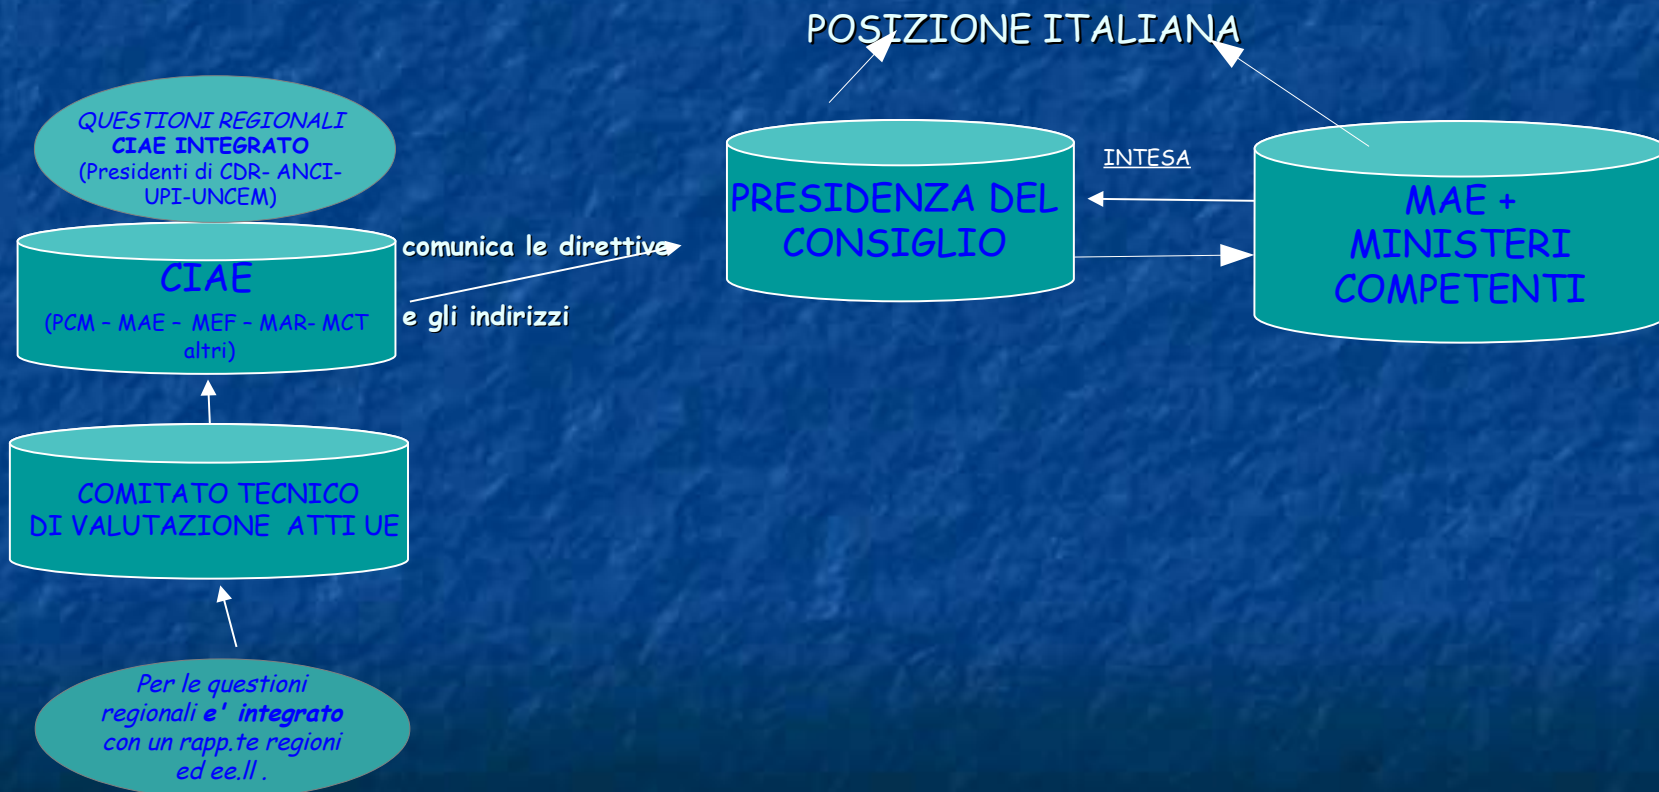 POSIZIONE ITALIANA
QUESTIONI REGIONALI
CIAE INTEGRATO
(Presidenti di CDR- ANCI-
UPI-UNCEM)
CIAE
(PCM – MAE – MEF – MAR- MCT
altri)
comunica le direttive
e gli indirizzi
PRESIDENZA DEL
CONSIGLIO
INTESA
MAE +
MINISTERI
COMPETENTI
COMITATO TECNICO
DI VALUTAZIONE ATTI UE
Per le questioni
regionali e' integrato
con un rapp.te regioni
ed ee.ll .